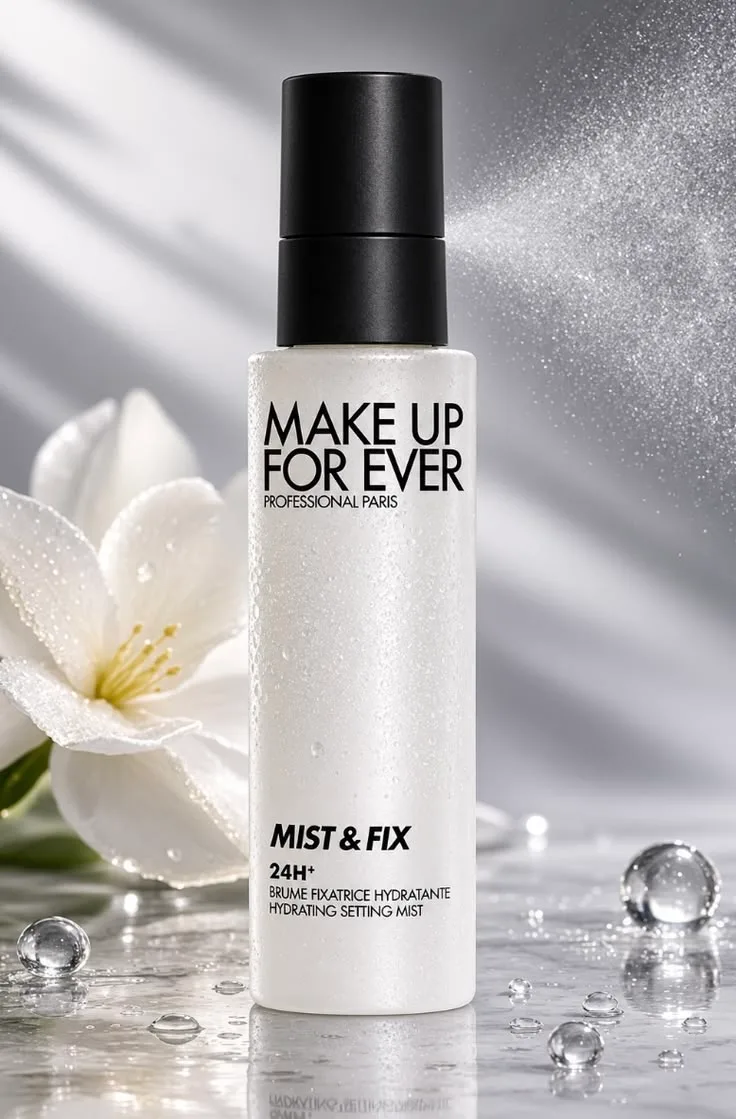 MAKE UP
FOR EVER
PROFESSIONAL PARIS
MIST & FIX
24H+
BRUME FIXATRICE HYDRATANTE
HYDRATING SETTING MIST